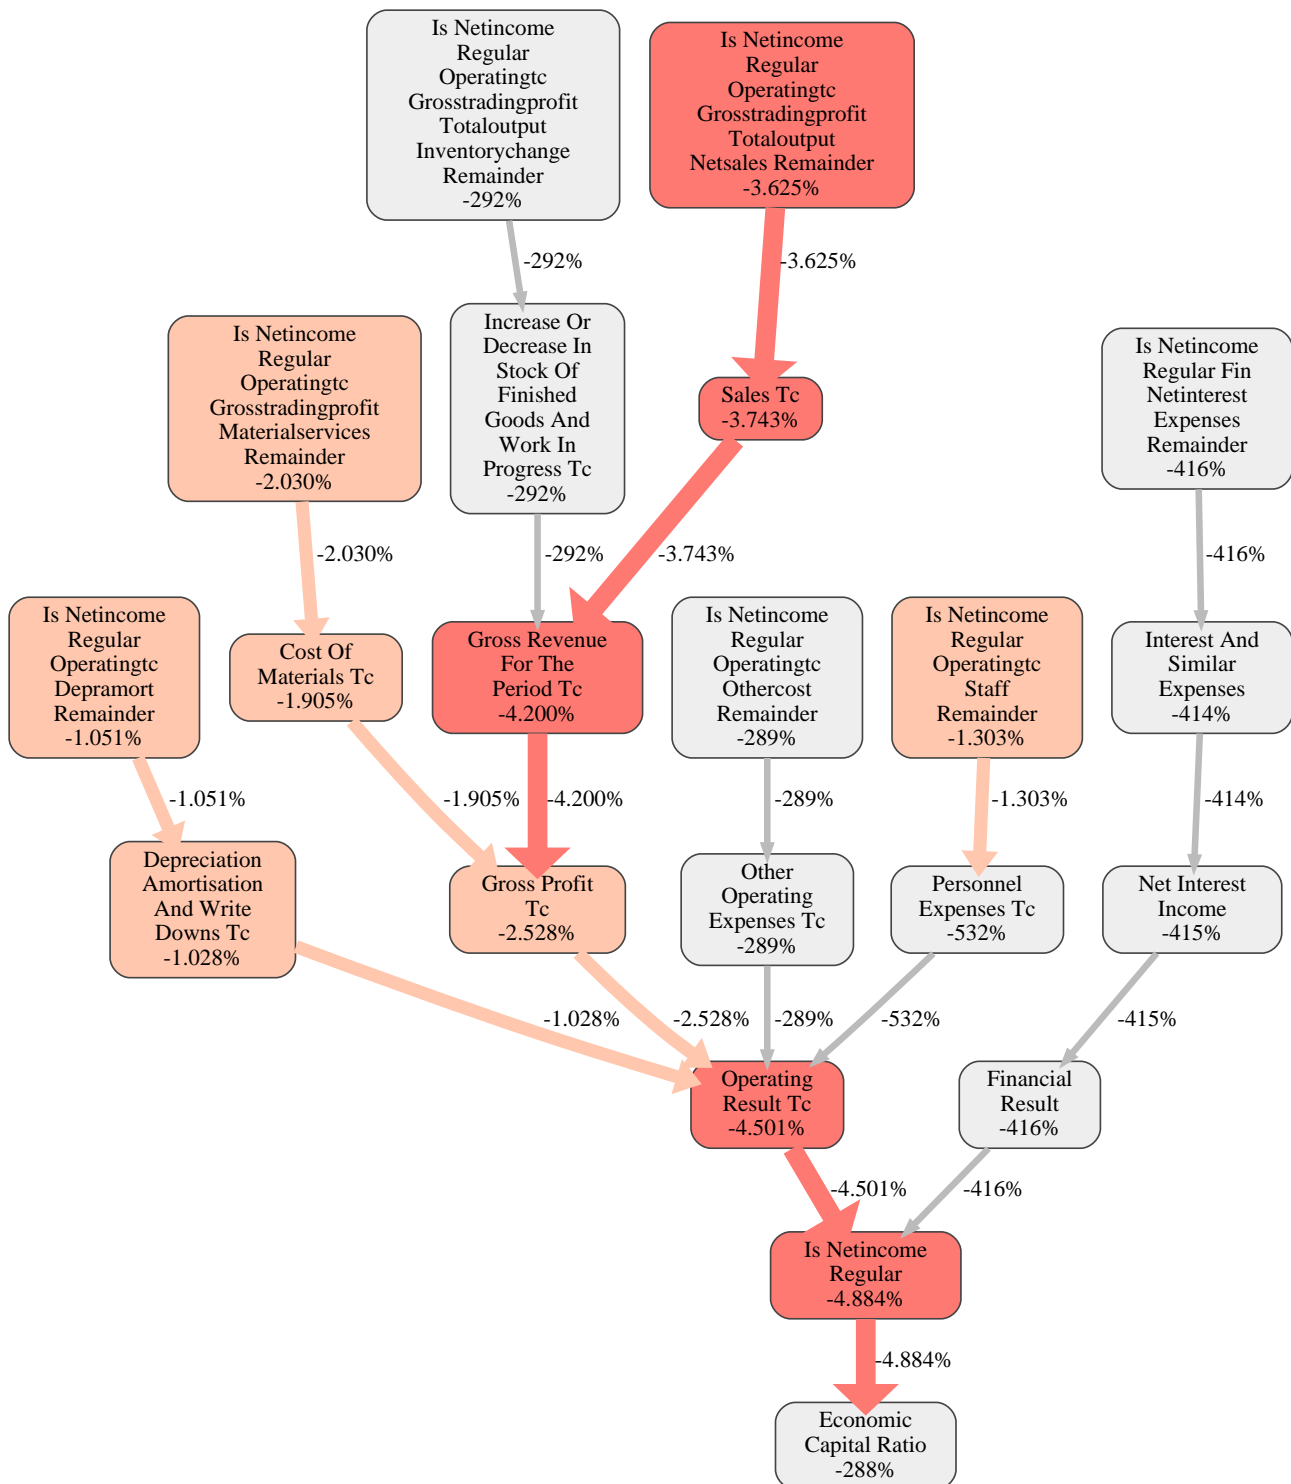 Is Netincome
Regular
Operatingtc
Grosstradingprofit
Totaloutput
Inventorychange
Remainder
-292%
Is Netincome
Regular
Operatingtc
Grosstradingprofit
Totaloutput
Netsales Remainder
-3.625%
-292%
-3.625%
Is Netincome
Regular
Operatingtc
Grosstradingprofit
Materialservices
Remainder
-2.030%
Increase Or
Decrease In
Stock Of
Finished
Goods And
Work In
Progress Tc
-292%
Sales Tc
-3.743%
Is Netincome
Regular Fin
Netinterest
Expenses
Remainder
-416%
-2.030%
-292%
-3.743%
-416%
Is Netincome
Regular
Operatingtc
Depramort
Remainder
-1.051%
Cost Of
Materials Tc
-1.905%
Gross Revenue
For The
Period Tc
-4.200%
Is Netincome
Regular
Operatingtc
Othercost
Remainder
-289%
Is Netincome
Regular
Operatingtc
Staff
Remainder
-1.303%
Interest And
Similar
Expenses
-414%
-1.051%
-1.905%
-4.200%
-289%
-1.303%
-414%
Depreciation
Amortisation
And Write
Downs Tc
-1.028%
Gross Profit
Tc
-2.528%
Other
Operating
Expenses Tc
-289%
Personnel
Expenses Tc
-532%
Net Interest
Income
-415%
-1.028%
-2.528%
-289%
-532%
-415%
Operating
Result Tc
-4.501%
Financial
Result
-416%
-4.501%
-416%
Is Netincome
Regular
-4.884%
-4.884%
Economic
Capital Ratio
-288%